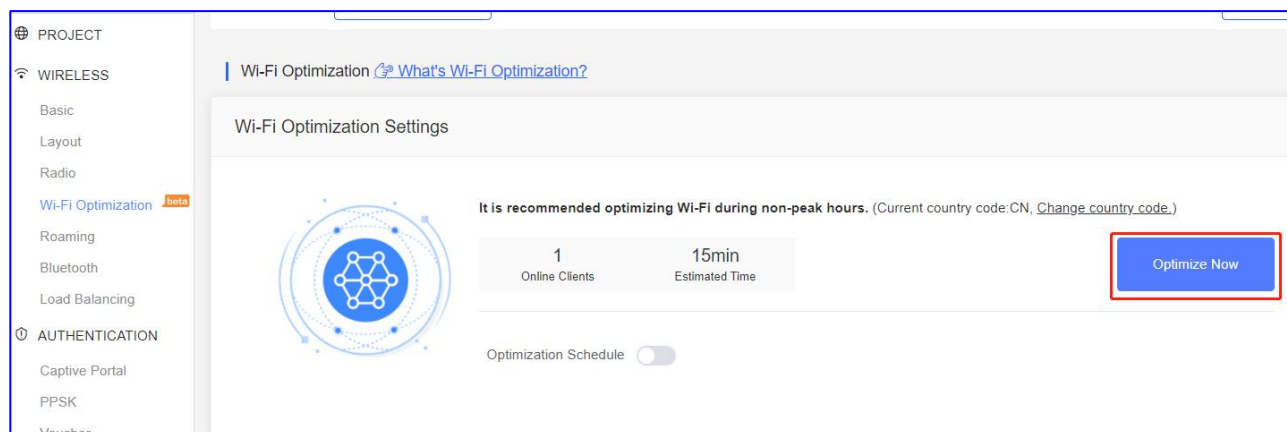 PROJECT
WIRELESS
Basic
Layout
Radio
Wi-Fi Optimization beta
Roaming
Bluetooth
Load Balancing
AUTHENTICATION
Captive Portal
PPSK
Voucher
Wi-Fi Optimization What's Wi-Fi Optimization?
Wi-Fi Optimization Settings
It is recommended optimizing Wi-Fi during non-peak hours. (Current country code:CN, Change country code.)
1
Online Clients
15min
Estimated Time
Optimize Now
Optimization Schedule